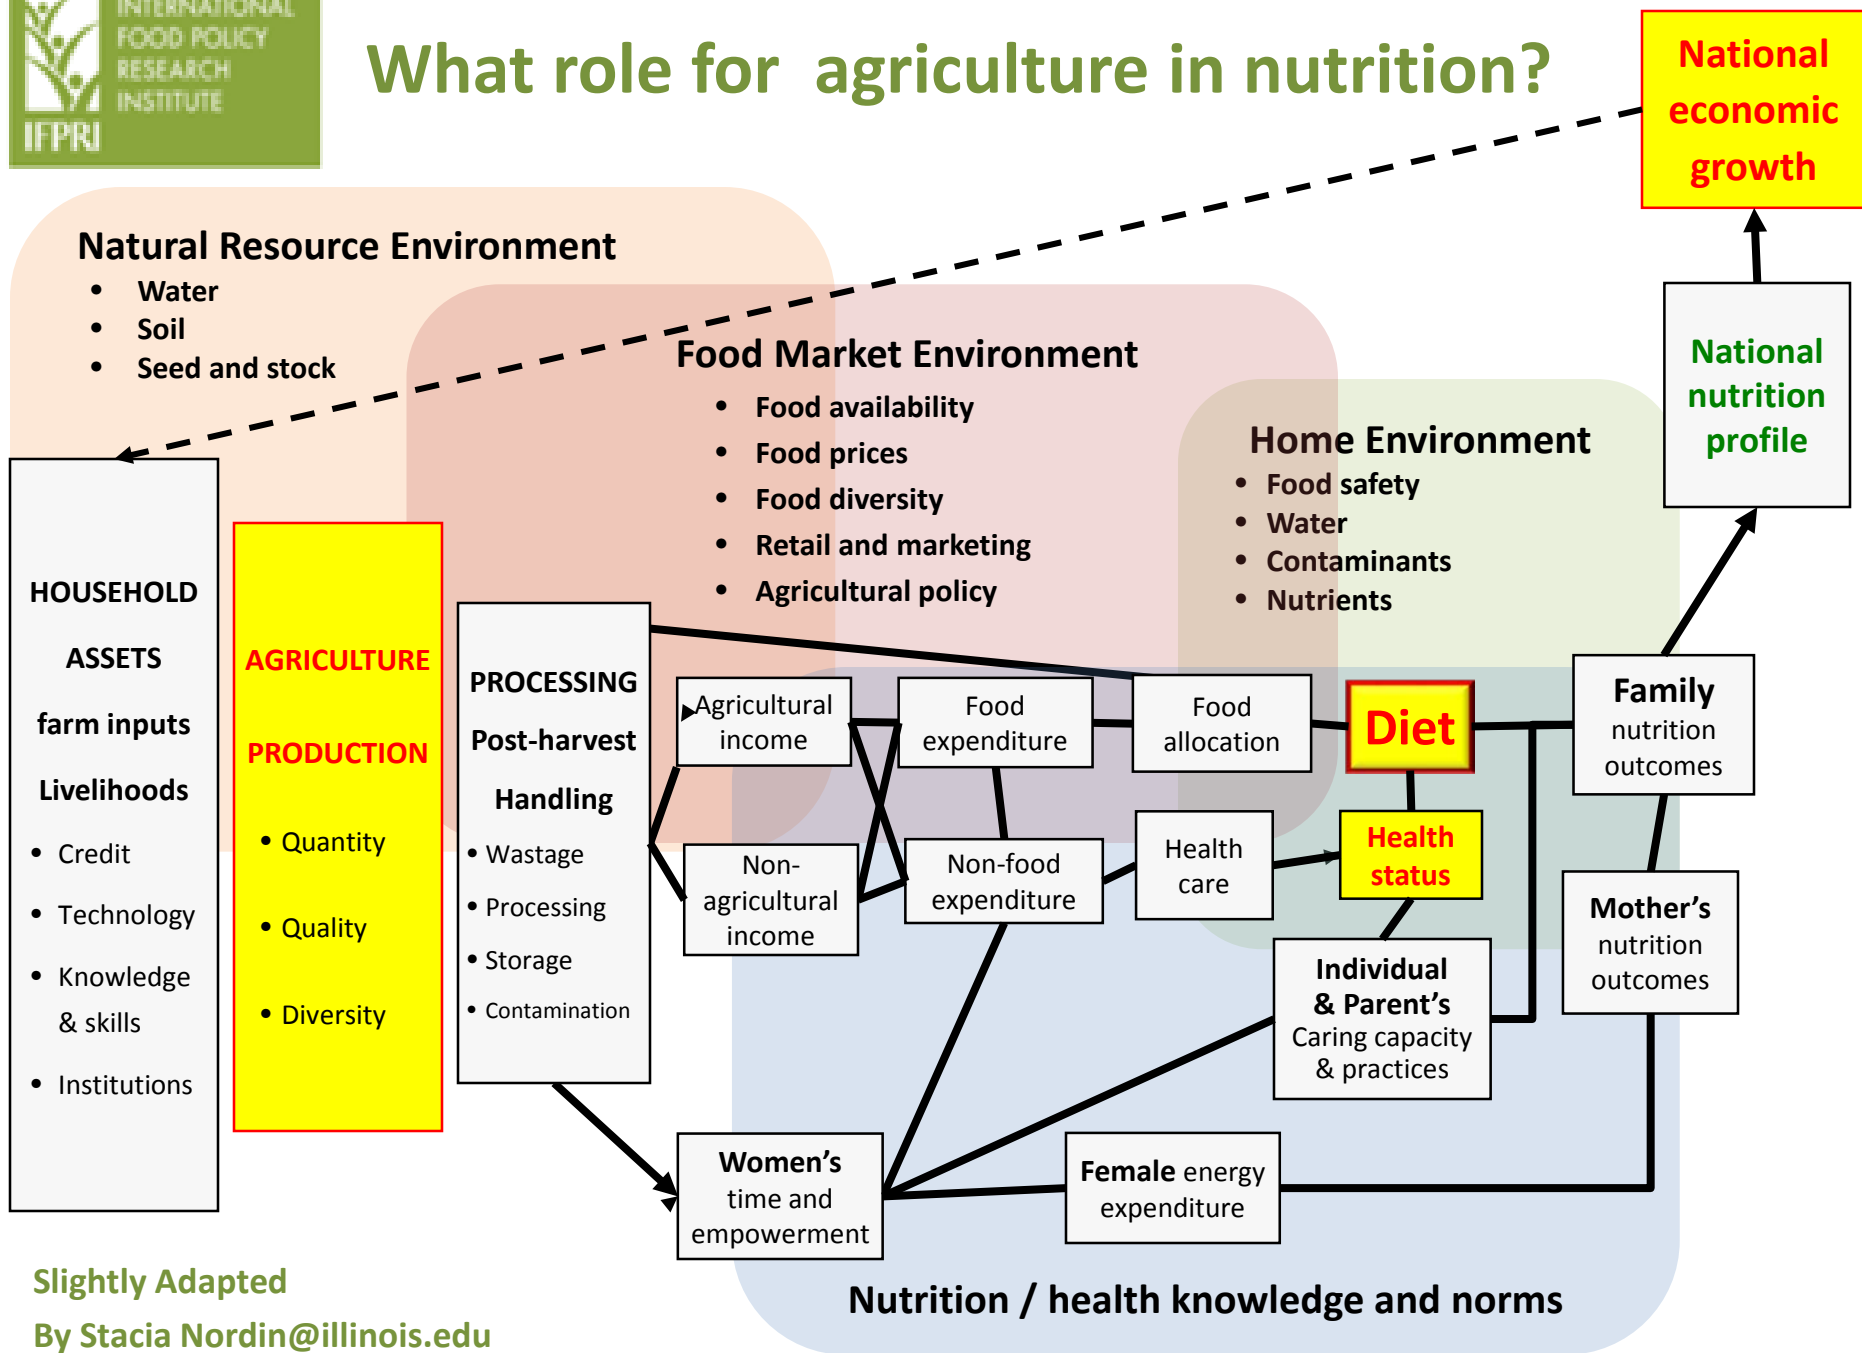 INTERNATIONAL
FOOD POLICY
RESEARCH
INSTITUTE
IFPRI
What role for agriculture in nutrition?
National
economic
growth
Natural Resource Environment
• Water
• Soil
• Seed and stock
Food Market Environment
• Food availability
• Food prices
• Food diversity
• Retail and marketing
• Agricultural policy
Home Environment
• Food safety
• Water
• Contaminants
• Nutrients
National
nutrition
profile
HOUSEHOLD
ASSETS
farm inputs
Livelihoods
• Credit
• Technology
• Knowledge
& skills
• Institutions
AGRICULTURE
PRODUCTION
• Quantity
• Quality
• Diversity
PROCESSING
Post-harvest
Handling
• Wastage
• Processing
• Storage
• Contamination
Agricultural
income
Non-
agricultural
income
Food
expenditure
Non-food
expenditure
Food
allocation
Health
care
Diet
Health
status
Individual
& Parent's
Caring capacity
& practices
Family
nutrition
outcomes
Mother's
nutrition
outcomes
Women's
time and
empowerment
Female energy
expenditure
Nutrition / health knowledge and norms
Slightly Adapted
By Stacia Nordin@illinois.edu